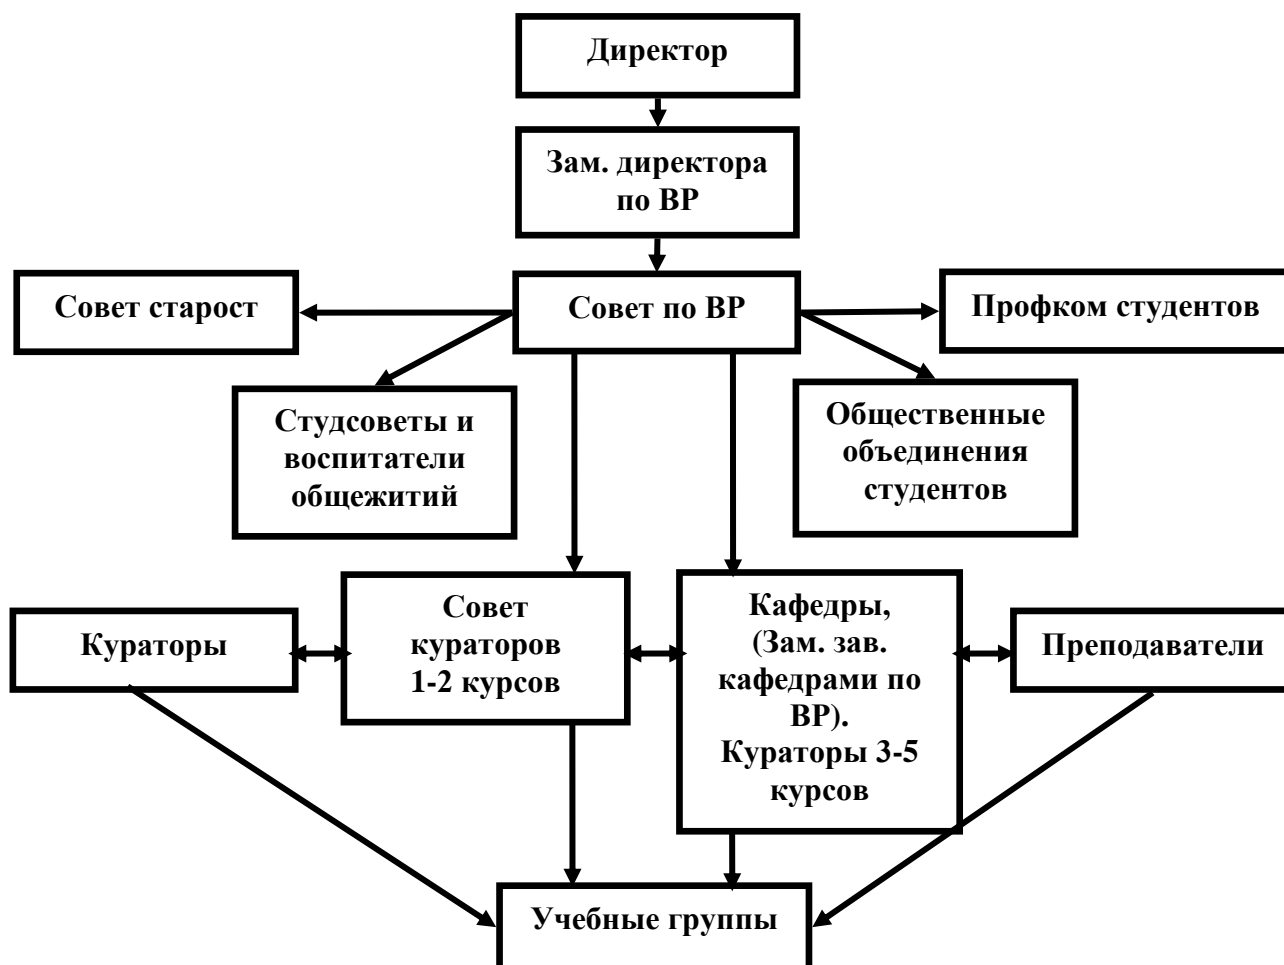 Директор
Зам. директора
по ВР
Совет старост
Совет по ВР
Профком студентов
Студсоветы и
воспитатели
общежитий
Общественные
объединения
студентов
Кураторы
Совет
кураторов
1-2 курсов
Кафедры,
(Зам. зав.
кафедрами по
ВР).
Кураторы 3-5
курсов
Преподаватели
Учебные группы